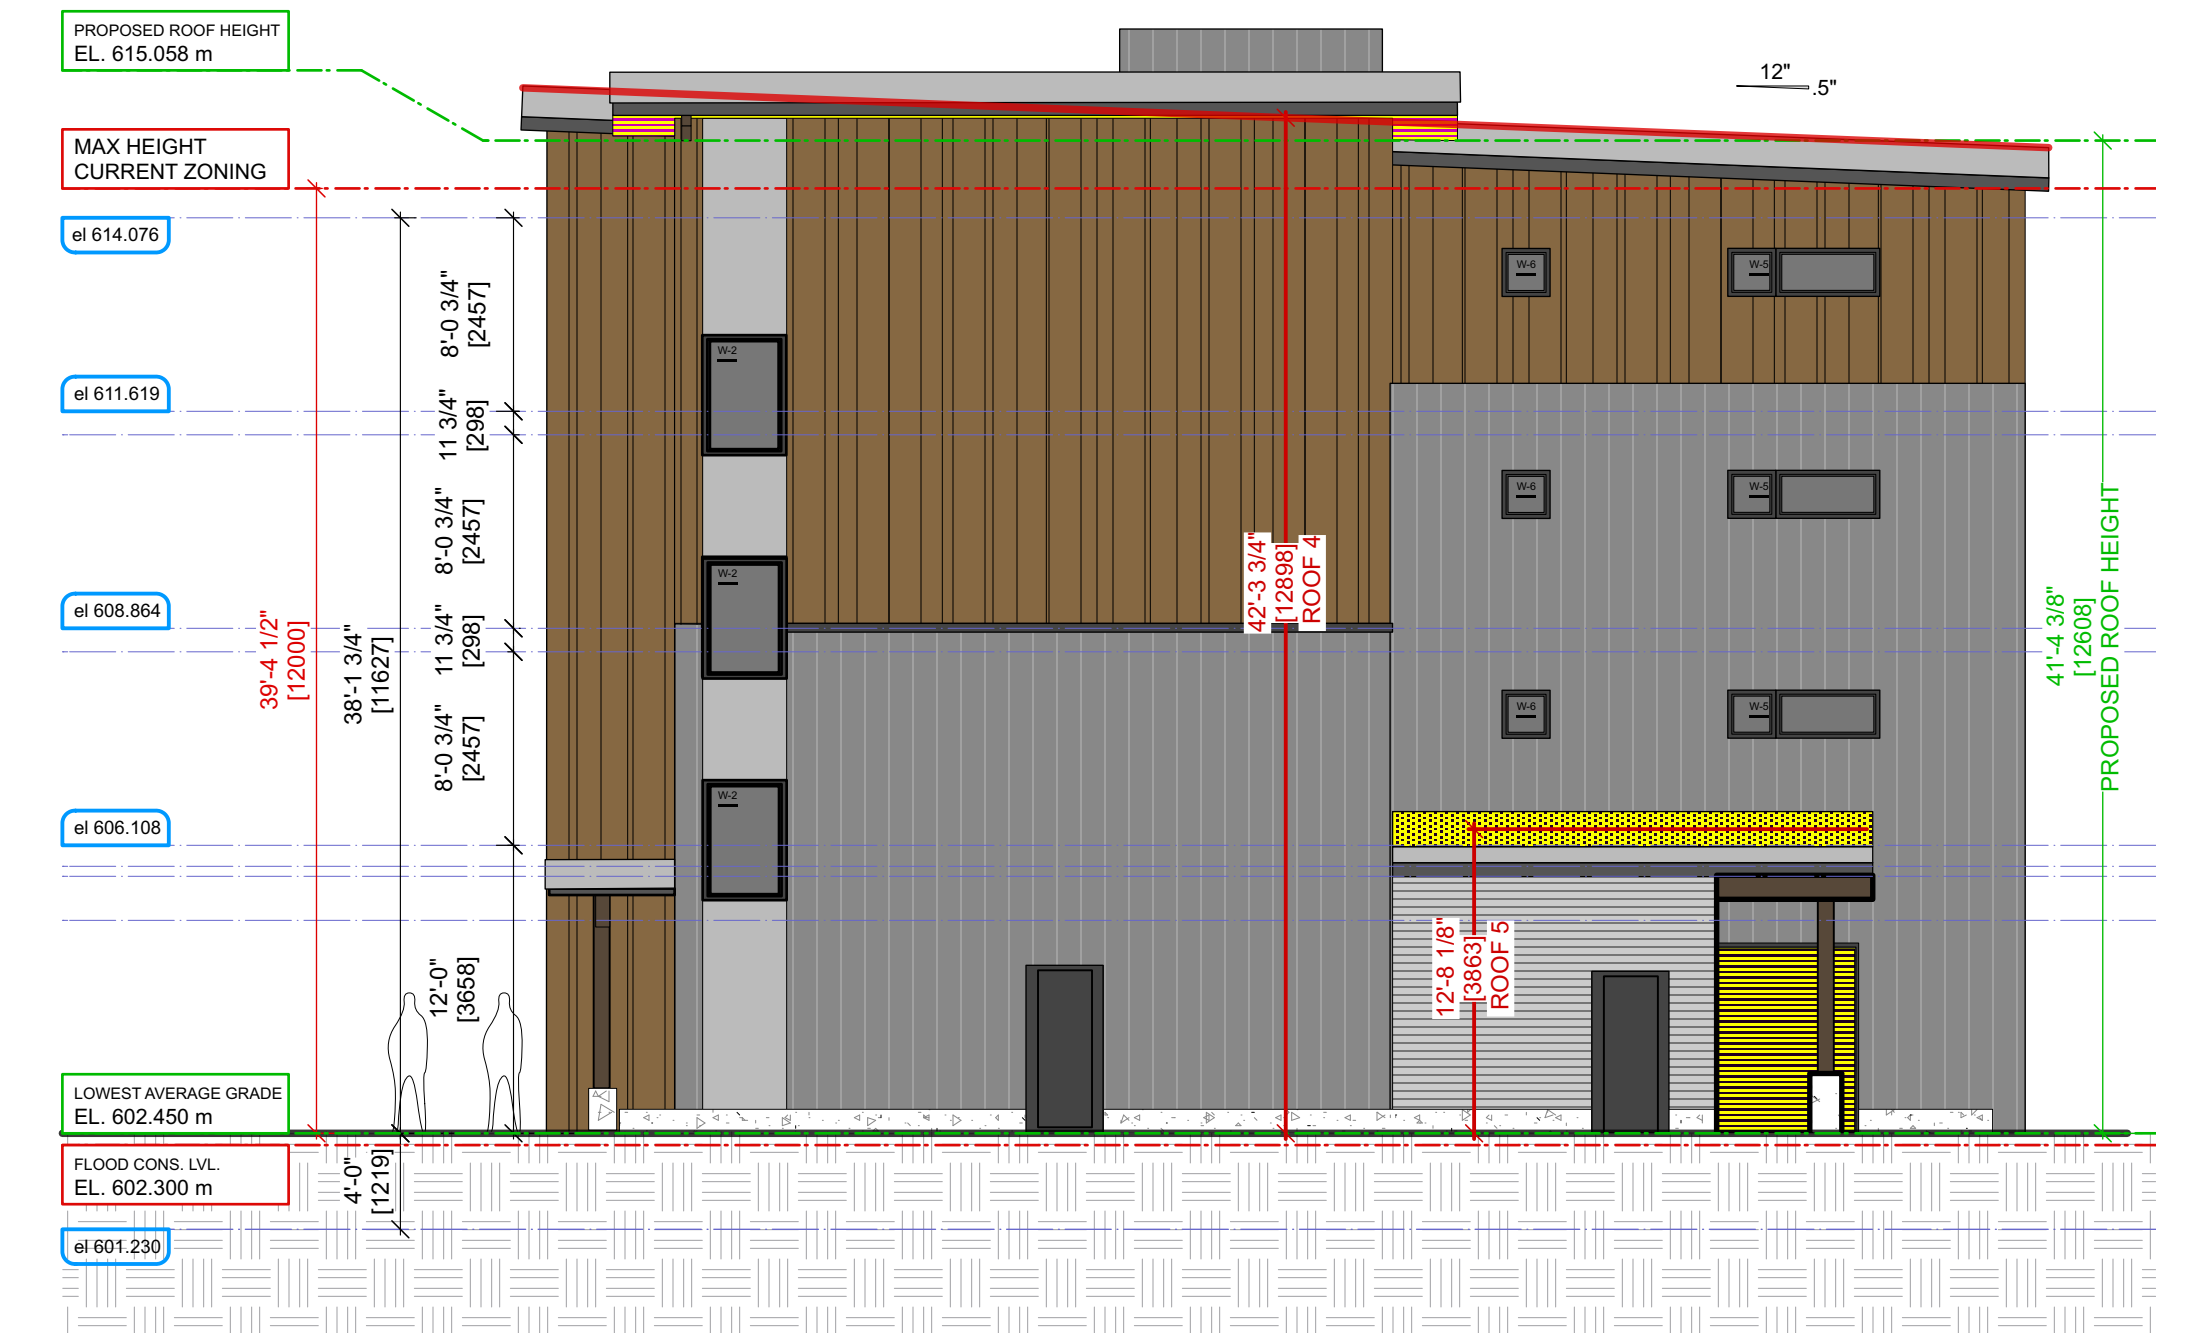 PROPOSED ROOF HEIGHT
EL. 615.058 m
12"
.5"
MAX HEIGHT
CURRENT ZONING
el 614.076
el 611.619
el 608.864
el 606.108
LOWEST AVERAGE GRADE
EL. 602.450 m
FLOOD CONS. LVL.
EL. 602.300 m
el 601.230
39'-4 1/2"
[12000]
38'-1 3/4"
[11627]
8'-0 3/4"
[2457]
11 3/4"
[298]
8'-0 3/4"
[2457]
11 3/4"
[298]
8'-0 3/4"
[2457]
12'-0"
[3658]
4'-0"
[1219]
W-2
W-2
W-2
42'-3 3/4"
[12898]
ROOF 4
12'-8 1/8"
[3863]
ROOF 5
W-6
W-5
W-6
W-5
W-6
W-5
41'-4 3/8"
[12608]
PROPOSED ROOF HEIGHT